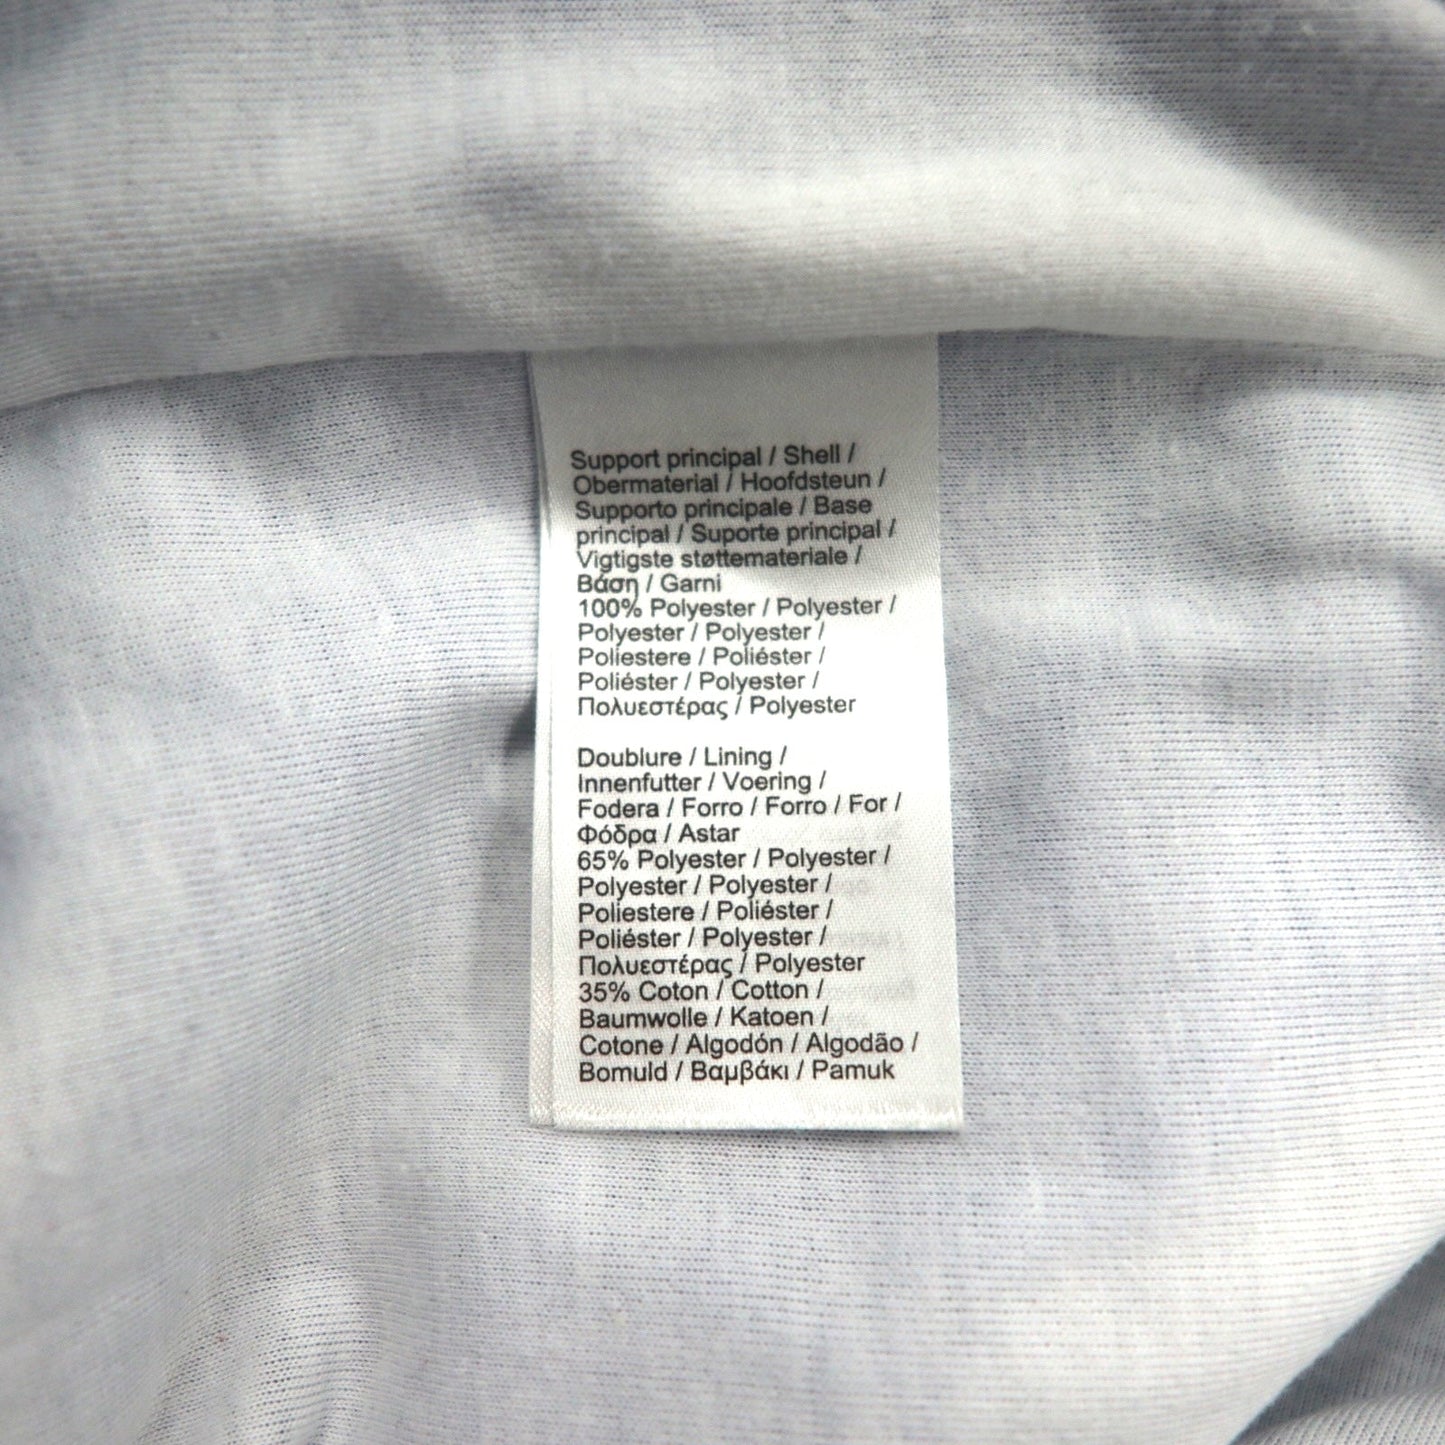 Support principal / Shell /
Obermaterial / Hoofdsteun /
Supporto principale / Base
principal / Suporte principal /
Vigtigste støttemateriale /
Βάση / Garni
100% Polyester / Polyester /
Polyester / Polyester /
Poliestere / Poliéster /
Poliéster / Polyester /
Πολυεστέρας / Polyester
Doublure / Lining /
Innenfutter / Voering /
Fodera / Forro / Forro / For /
Φόδρα / Astar
65% Polyester / Polyester /
Polyester / Polyester /
Poliestere / Poliéster /
Poliéster / Polyester /
Πολυεστέρας / Polyester
35% Coton / Cotton /
Baumwolle / Katoen /
Cotone / Algodón / Algodão /
Bomuld / Βαμβάκι / Pamuk